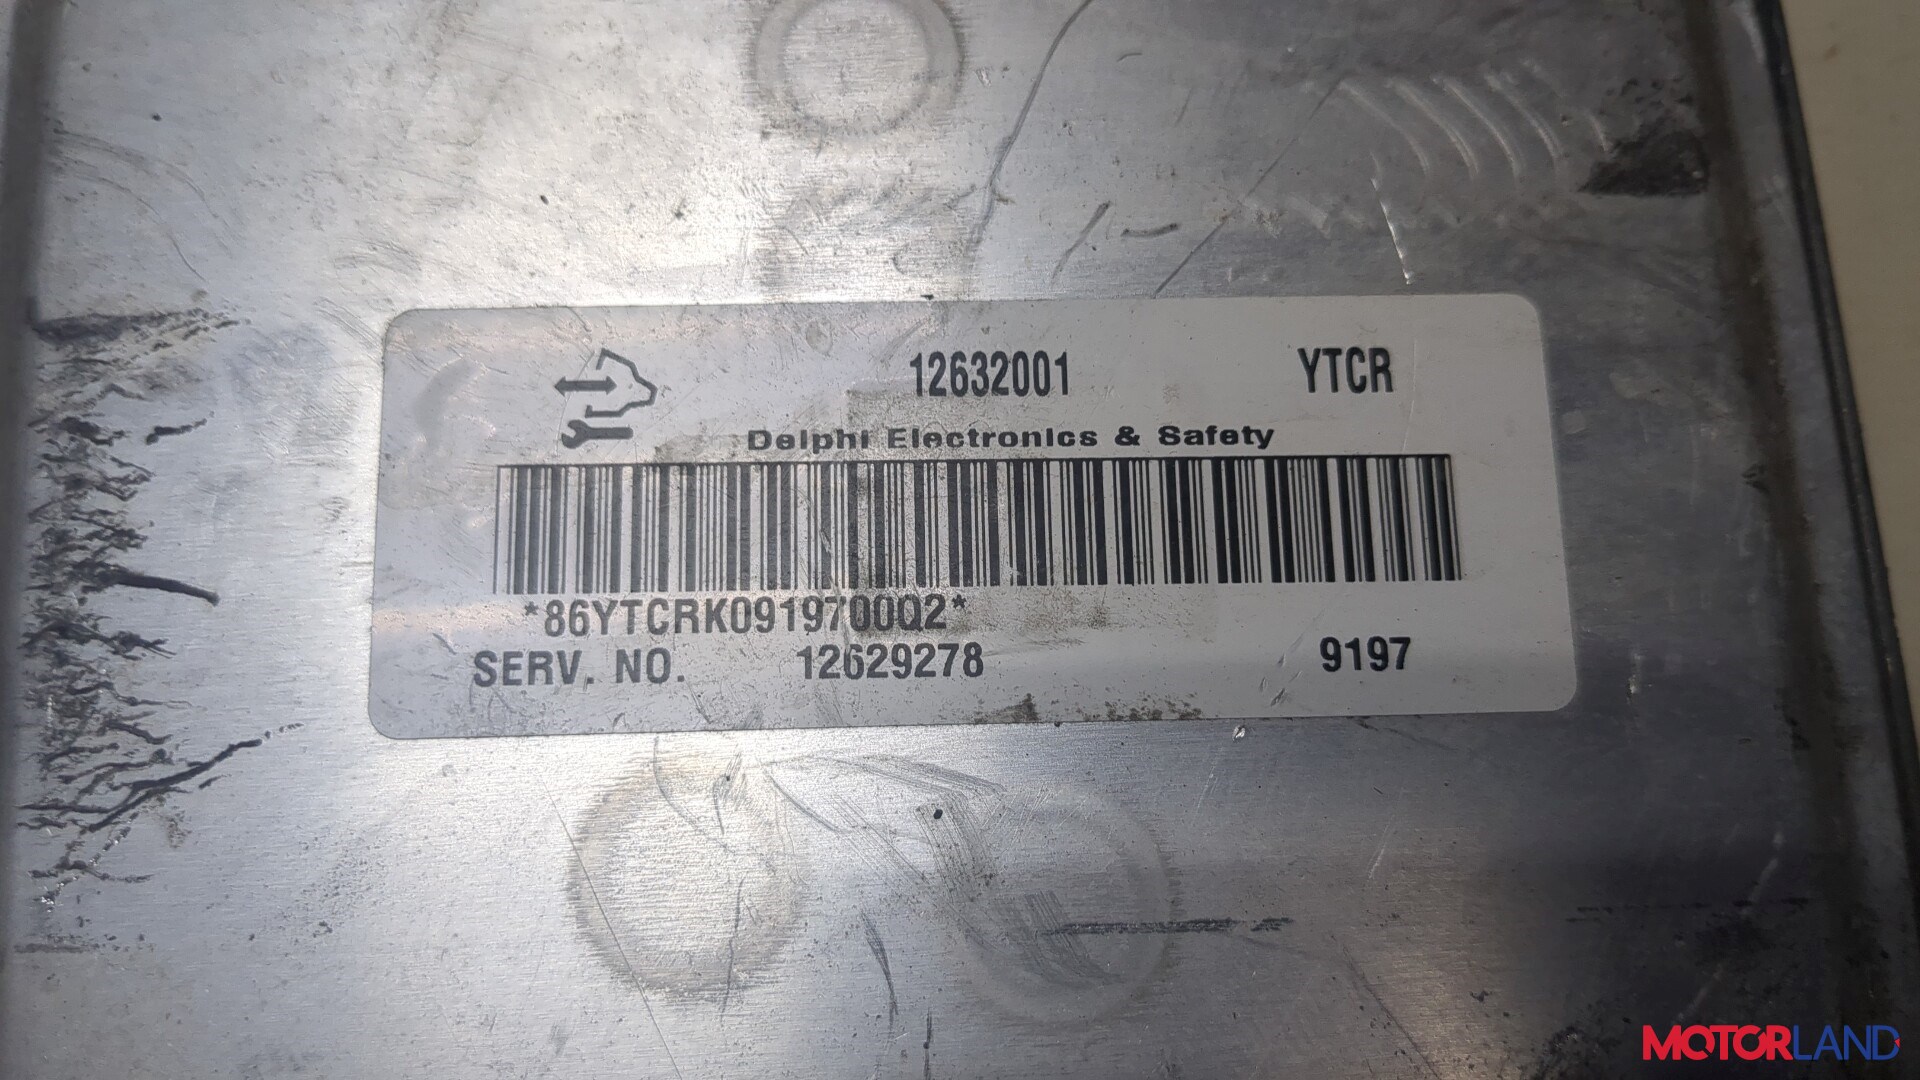 12632001 YTCR
Delphi Electronics & Safety
*86YTCRK0919700Q2*
SERV. NO. 12629278 9197
MOTORLAND